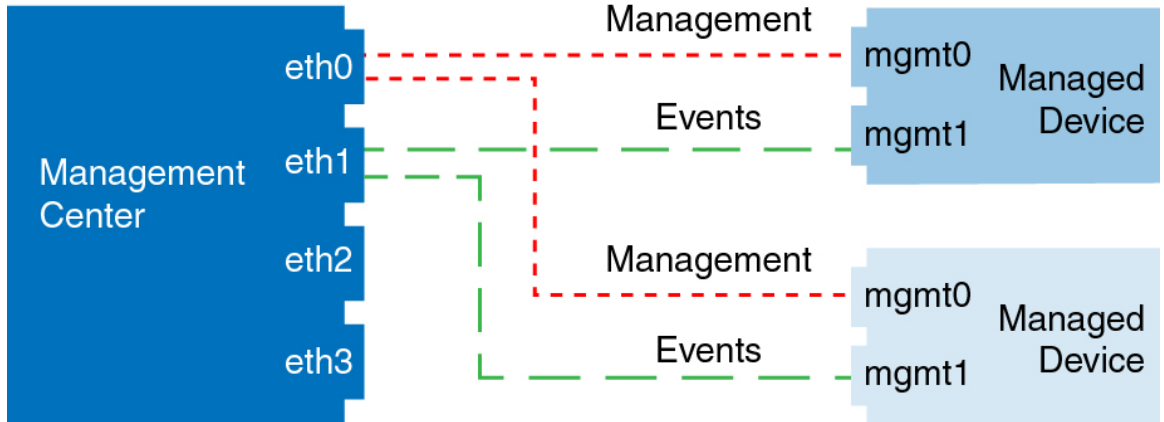 Management
Center
eth0
eth1
eth2
eth3
Management
Events
Management
Events
mgmt0
mgmt1
Managed
Device
mgmt0
mgmt1
Managed
Device